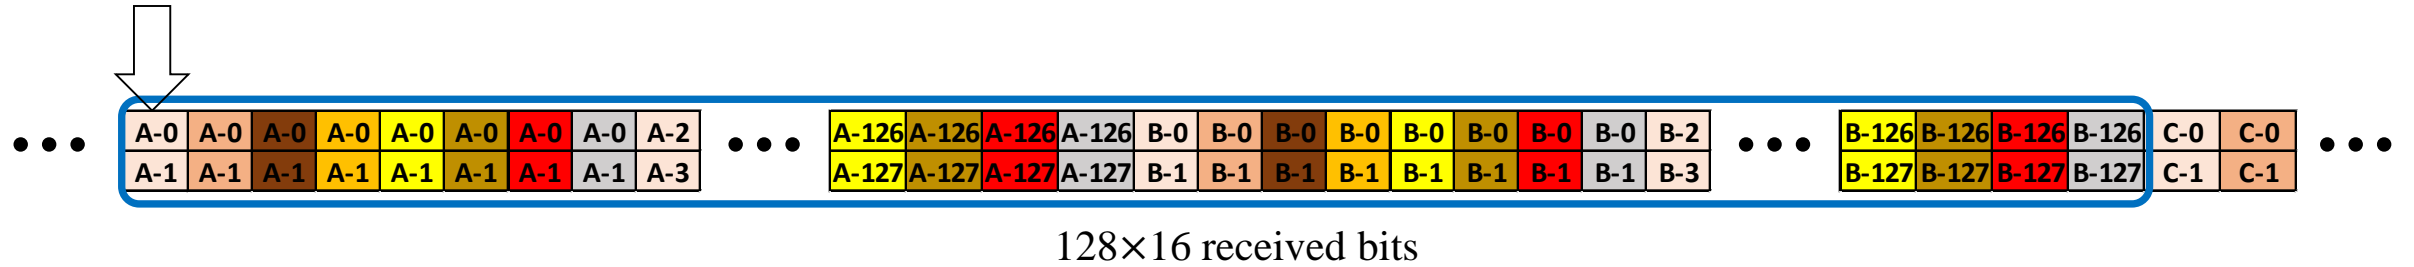 A-0 A-0 A-0 A-0 A-0 A-0 A-0 A-0 A-2 ••• A-126 A-126 A-126 A-126 B-0 B-0 B-0 B-0 B-0 B-0 B-0 B-0 B-2 ••• B-126 B-126 B-126 B-126 C-0 C-0
A-1 A-1 A-1 A-1 A-1 A-1 A-1 A-1 A-3 A-127 A-127 A-127 A-127 B-1 B-1 B-1 B-1 B-1 B-1 B-1 B-1 B-3 B-127 B-127 B-127 B-127 C-1 C-1
128×16 received bits